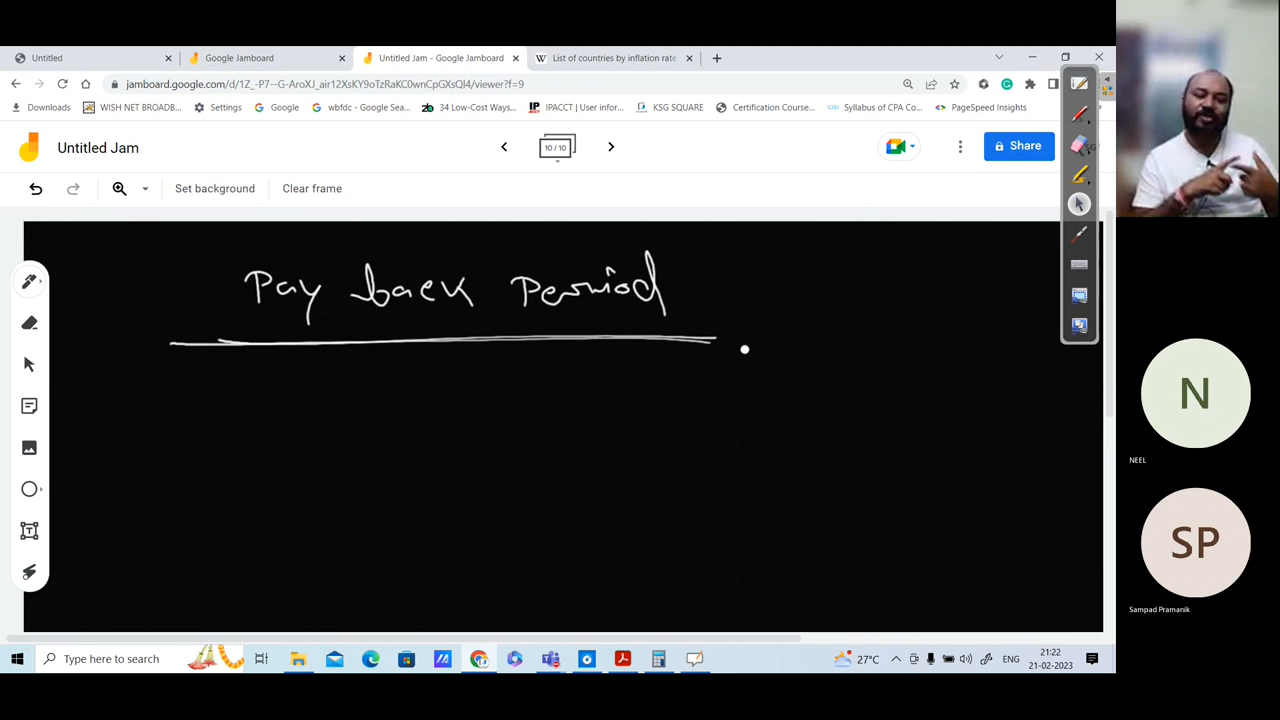 Untitled
Google Jamboard
Untitled Jam - Google Jamboard
List of countries by inflation rate
jamboard.google.com/d/1Z_-P7--G-AroXJ_air12XsKY9oTzRakC0wnCpGXsQl4/viewer?f=9
Downloads
WISH NET BROADB...
Settings
Google
wbfdc - Google Sea...
34 Low-Cost Ways...
IPACCT | User infor...
KSG SQUARE
Certification Course...
Syllabus of CPA Co...
PageSpeed Insights
Untitled Jam
10 / 10
Share
Set background
Clear frame
Pay back Period
N
NEEL
SP
Sampad Pramanik
Type here to search
27°C
ENG
21:22
21-02-2023